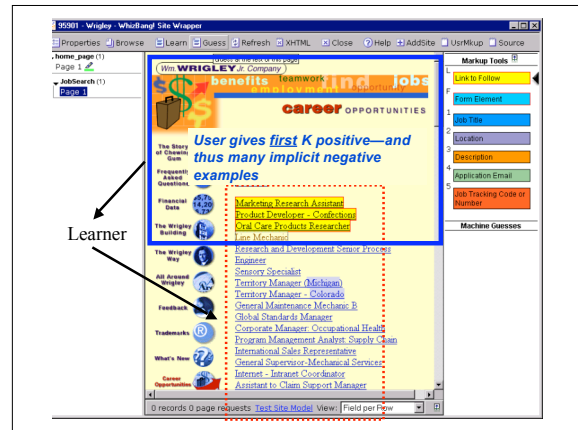 95901 - Wrigley - WhizBang! Site Wrapper
Properties Browse Learn Guess Refresh XHTML Close Help AddSite UsrMkup Source
home_page (1)
Page 1
JobSearch (1)
Page 1
Wm. WRIGLEY Jr. Company
benefits teamwork find jobs
employment opportunity
career OPPORTUNITIES
User gives first K positive—and
thus many implicit negative
examples
The Story
of Chewing
Gum
Frequently
Asked
Questions
Financial
Data
The Wrigley
Building
The Wrigley
Way
All Around
Wrigley
Feedback
Trademarks
What's New
Career
Opportunities
Marketing Research Assistant
Product Developer - Confections
Oral Care Products Researcher
Line Mechanic
Research and Development Senior Process
Engineer
Sensory Specialist
Territory Manager (Michigan)
Territory Manager - Colorado
General Maintenance Mechanic B
Global Standards Manager
Corporate Manager: Occupational Health
Program Management Analyst: Supply Chain
International Sales Representative
General Supervisor-Mechanical Services
Internet - Intranet Coordinator
Assistant to Claim Support Manager
Learner
Markup Tools
L
Link to Follow
F
Form Element
1
Job Title
2
Location
3
Description
4
Application Email
5
Job Tracking Code or
Number
Machine Guesses
0 records 0 page requests Test Site Model View: Field per Row